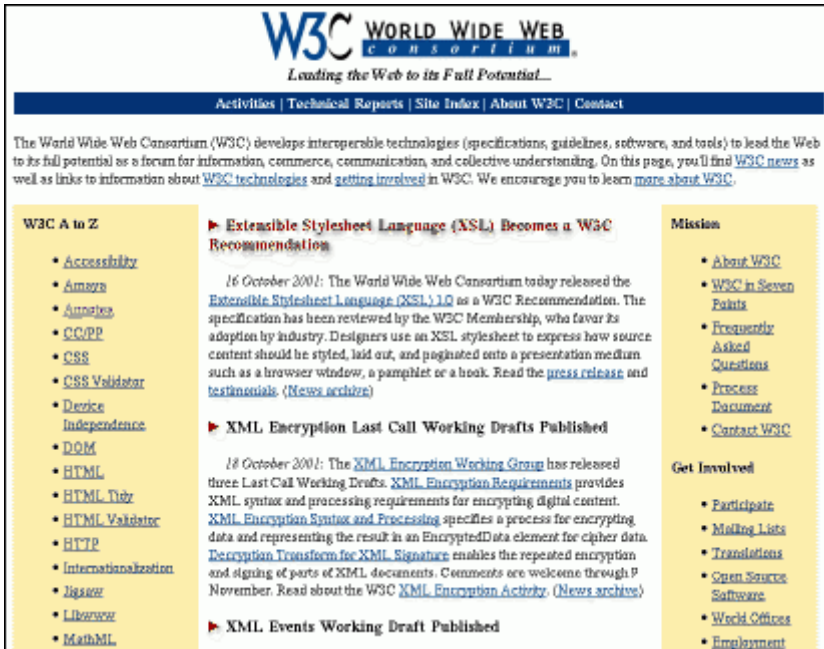 W3C WORLD WIDE WEB
consortium
Leading the Web to its Full Potential...
Activities | Technical Reports | Site Index | About W3C | Contact
The World Wide Web Consortium (W3C) develops interoperable technologies (specifications, guidelines, software, and tools) to lead the Web
to its full potential as a forum for information, commerce, communication, and collective understanding. On this page, you'll find W3C news as
well as links to information about W3C technologies and getting involved in W3C. We encourage you to learn more about W3C.
W3C A to Z
• Accessibility
• Amaya
• Annotea
• CC/PP
• CSS
• CSS Validator
• Device
Independence
• DOM
• HTML
• HTML Tidy
• HTML Validator
• HTTP
• Internationalization
• Jigsaw
• Libwww
• MathML
Extensible Stylesheet Language (XSL) Becomes a W3C
Recommendation
16 October 2001: The World Wide Web Consortium today released the
Extensible Stylesheet Language (XSL) 1.0 as a W3C Recommendation. The
specification has been reviewed by the W3C Membership, who favor its
adoption by industry. Designers use an XSL stylesheet to express how source
content should be styled, laid out, and paginated onto a presentation medium
such as a browser window, a pamphlet or a book. Read the press release and
testimonials. (News archive)
XML Encryption Last Call Working Drafts Published
18 October 2001: The XML Encryption Working Group has released
three Last Call Working Drafts. XML Encryption Requirements provides
XML syntax and processing requirements for encrypting digital content.
XML Encryption Syntax and Processing specifies a process for encrypting
data and representing the result in an EncryptedData element for cipher data.
Decryption Transform for XML Signature enables the repeated encryption
and signing of parts of XML documents. Comments are welcome through 9
November. Read about the W3C XML Encryption Activity. (News archive)
XML Events Working Draft Published
Mission
• About W3C
• W3C in Seven
Points
• Frequently
Asked
Questions
• Process
Document
• Contact W3C
Get Involved
• Participate
• Mailing Lists
• Translations
• Open Source
Software
• World Offices
• Employment